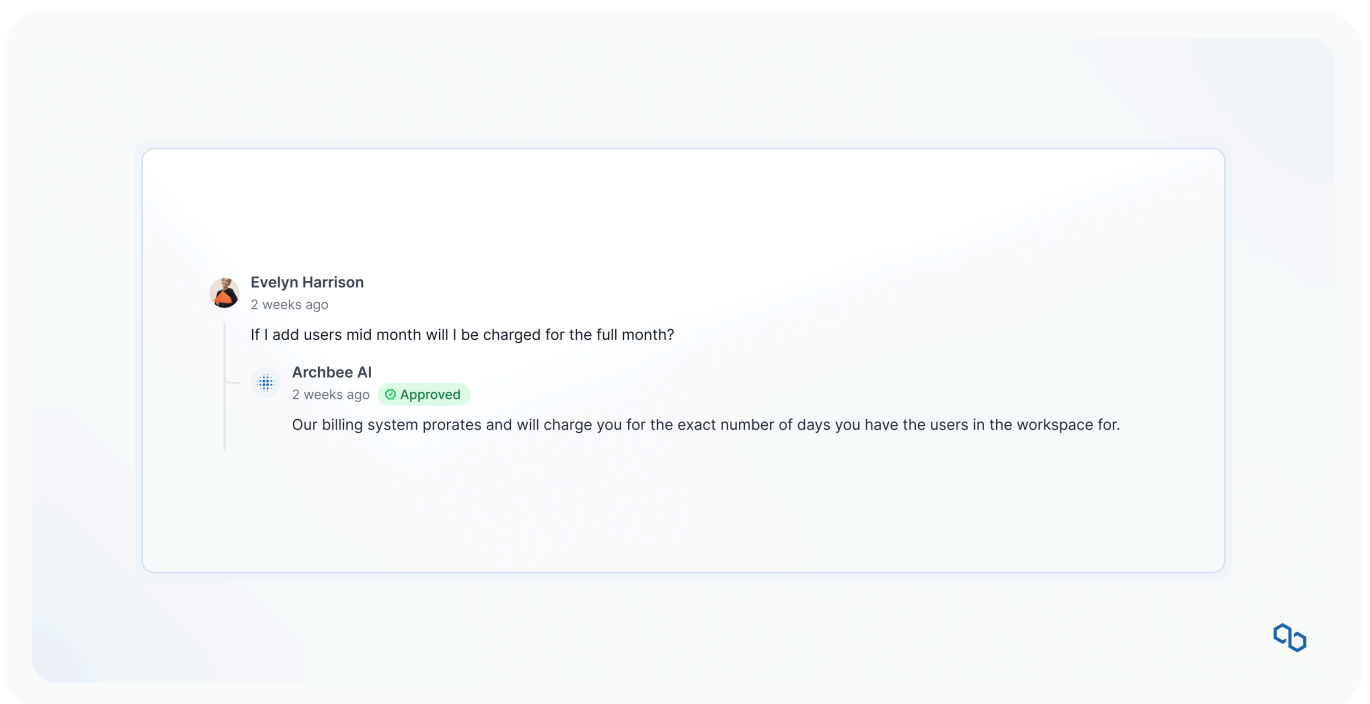 Evelyn Harrison
2 weeks ago
If I add users mid month will I be charged for the full month?
Archbee AI
2 weeks ago Approved
Our billing system prorates and will charge you for the exact number of days you have the users in the workspace for.